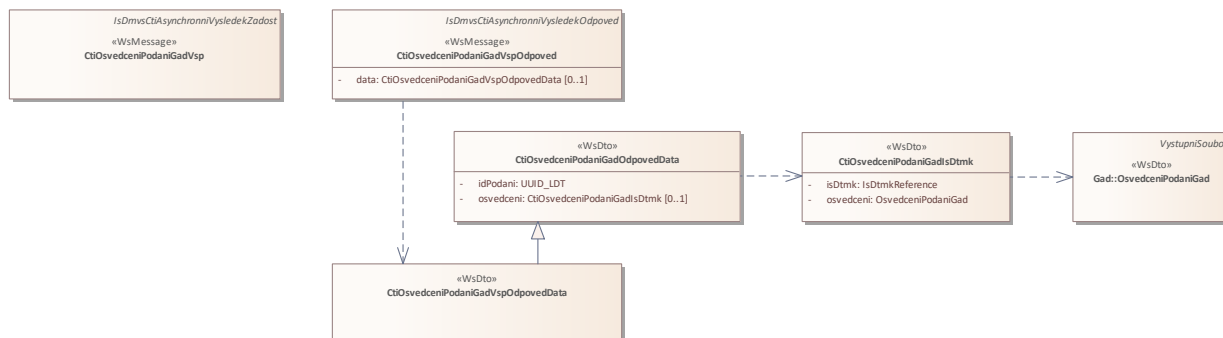 IsDmvsCtiAsynchronniVysledekZadost
«WsMessage»
CtiOsvedceniPodaniGadVsp
IsDmvsCtiAsynchronniVysledekOdpoved
«WsMessage»
CtiOsvedceniPodaniGadVspOdpoved
- data: CtiOsvedceniPodaniGadVspOdpovedData [0..1]
«WsDto»
CtiOsvedceniPodaniGadOdpovedData
- idPodani: UUID_LDT
- osvedceni: CtiOsvedceniPodaniGadIsDtmk [0..1]
«WsDto»
CtiOsvedceniPodaniGadIsDtmk
- isDtmk: IsDtmkReference
- osvedceni: OsvedceniPodaniGad
VystupniSoubo
«WsDto»
Gad::OsvedceniPodaniGad
«WsDto»
CtiOsvedceniPodaniGadVspOdpovedData